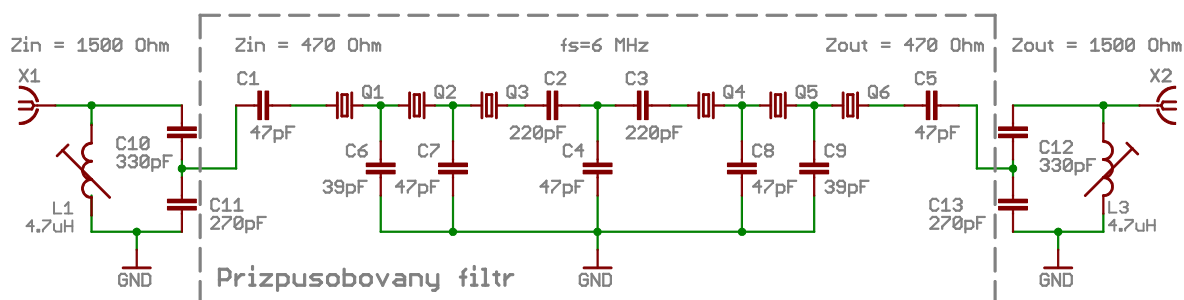 Zin = 1500 Ohm
Zin = 470 Ohm
fs=6 MHz
Zout = 470 Ohm
Zout = 1500 Ohm
X1
C1
Q1
Q2
Q3
C2
C3
Q4
Q5
Q6
C5
X2
47pF
220pF
220pF
47pF
C10
330pF
C6
39pF
C7
47pF
C4
47pF
C8
47pF
C9
39pF
C12
330pF
L1
4.7uH
C11
270pF
C13
270pF
L3
4.7uH
GND
Prizpusobovany filtr
GND
GND